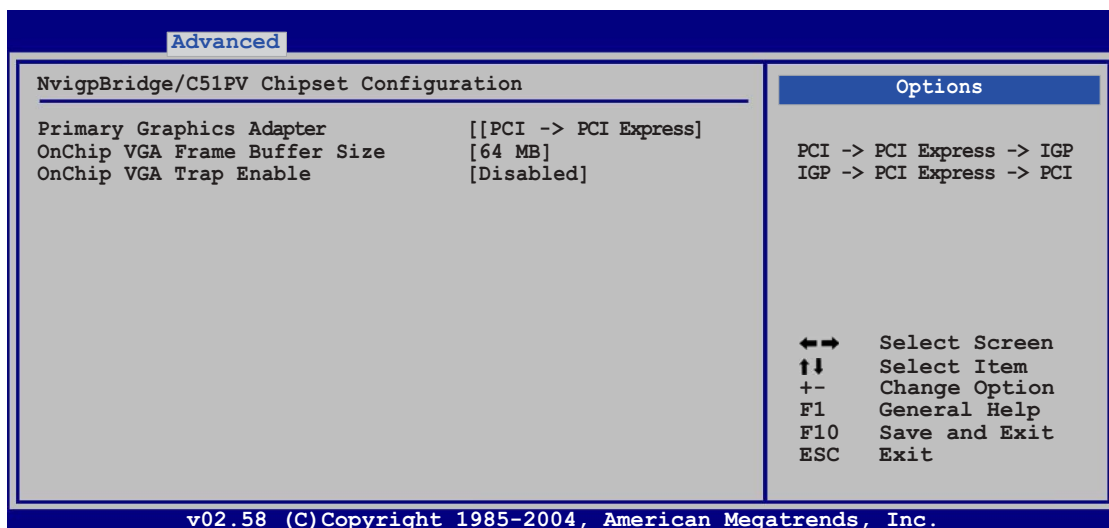 Advanced
NvigpBridge/C51PV Chipset Configuration
Primary Graphics Adapter [[PCI -> PCI Express]
OnChip VGA Frame Buffer Size [64 MB]
OnChip VGA Trap Enable [Disabled]
Options
PCI -> PCI Express -> IGP
IGP -> PCI Express -> PCI
←→ Select Screen
↑↓ Select Item
+- Change Option
F1 General Help
F10 Save and Exit
ESC Exit
v02.58 (C)Copyright 1985-2004, American Megatrends, Inc.